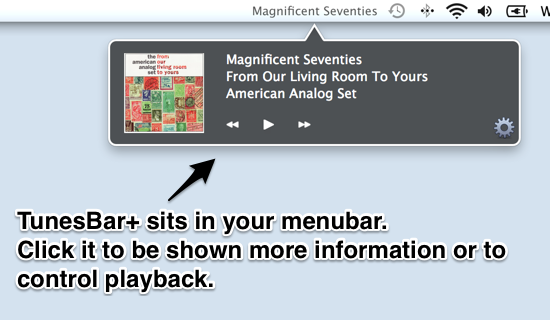 Magnificent Seventies
Magnificent Seventies
From Our Living Room To Yours
American Analog Set
the from
american our
analog living room
set to yours
TunesBar+ sits in your menubar.
Click it to be shown more information or to
control playback.